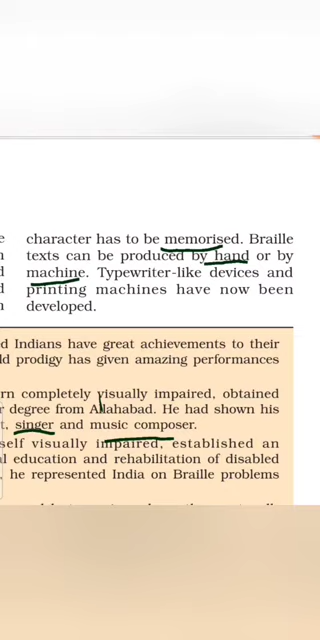 character has to be memorised. Braille
texts can be produced by hand or by
machine. Typewriter-like devices and
printing machines have now been
developed.
d Indians have great achievements to their
ld prodigy has given amazing performances
rn completely visually impaired, obtained
r degree from Allahabad. He had shown his
t, singer and music composer.
self visually impaired, established an
l education and rehabilitation of disabled
, he represented India on Braille problems